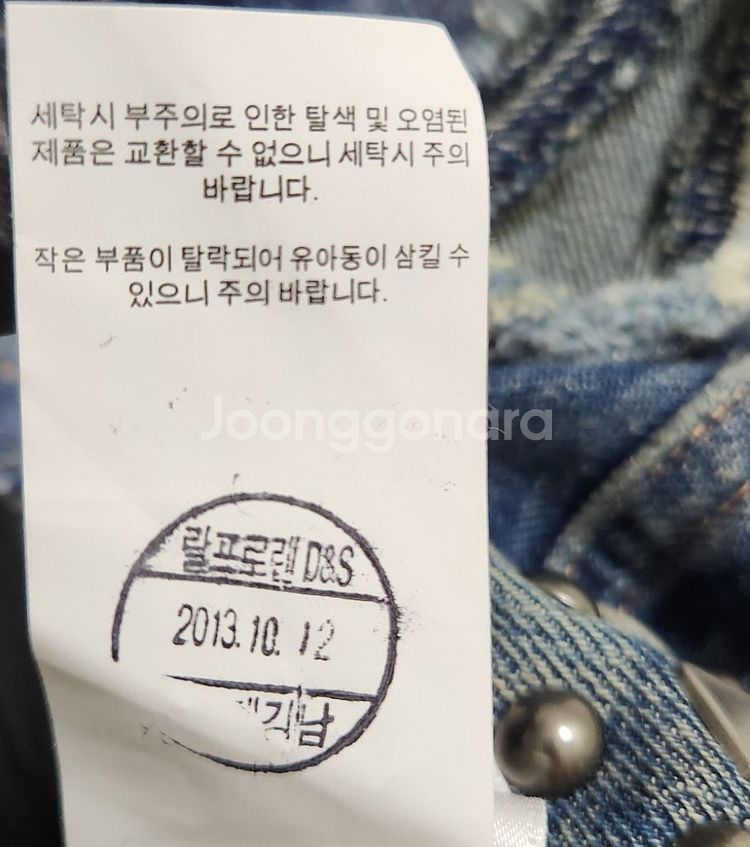 세탁시 부주의로 인한 탈색 및 오염된
제품은 교환할 수 없으니 세탁시 주의
바랍니다.
작은 부품이 탈락되어 유아동이 삼킬 수
있으니 주의 바랍니다.
Joonggonara
랄프로렌 D&S
2013.10.12